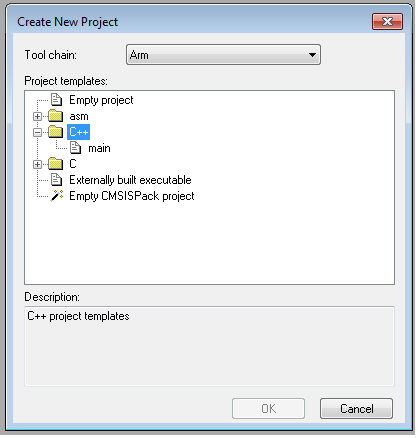 Create New Project
Tool chain: Arm
Project templates:
Empty project
asm
C++
main
C
Externally built executable
Empty CMSISPack project
Description:
C++ project templates
OK Cancel